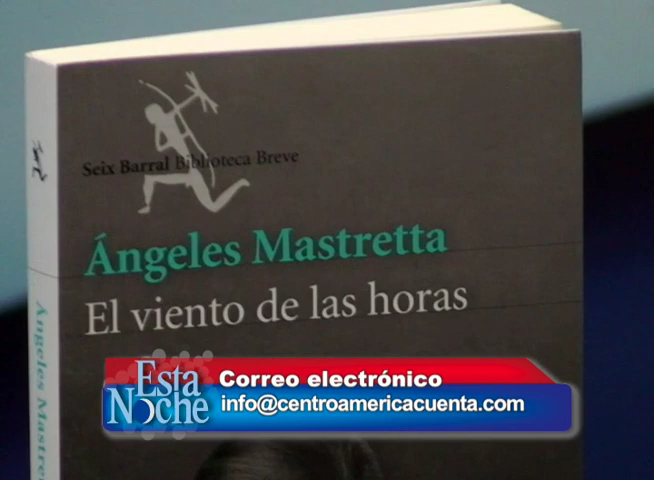 Seix Barral Biblioteca Breve
Ángeles Mastretta
El viento de las horas
Ángeles Mastre
Esta
Noche
Correo electrónico
info@centroamericacuenta.com